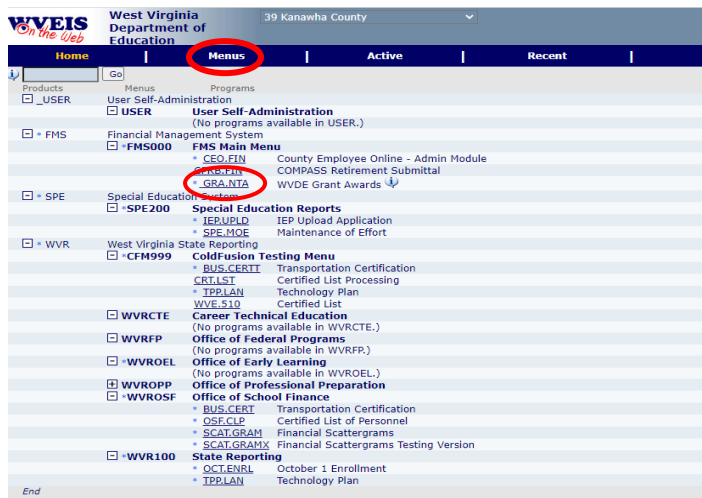 WVEIS
On the Web
West Virginia
Department of
Education
39 Kanawha County
Home | Menus | Active | Recent |
Go
Products Menus Programs
_USER User Self-Administration
USER User Self-Administration
(No programs available in USER.)
* FMS Financial Management System
*FMS000 FMS Main Menu
* CEO.FIN County Employee Online - Admin Module
CPRB.FIN COMPASS Retirement Submittal
* GRA.NTA WVDE Grant Awards
* SPE Special Education System
*SPE200 Special Education Reports
* IEP.UPLD IEP Upload Application
* SPE.MOE Maintenance of Effort
* WVR West Virginia State Reporting
*CFM999 ColdFusion Testing Menu
* BUS.CERTT Transportation Certification
CRT.LST Certified List Processing
* TPP.LAN Technology Plan
WVE.510 Certified List
WVRCTE Career Technical Education
(No programs available in WVRCTE.)
WVRFP Office of Federal Programs
(No programs available in WVRFP.)
*WVROEL Office of Early Learning
(No programs available in WVROEL.)
WVROPP Office of Professional Preparation
*WVROSF Office of School Finance
* BUS.CERT Transportation Certification
* OSF.CLP Certified List of Personnel
* SCAT.GRAM Financial Scattergrams
* SCAT.GRAMX Financial Scattergrams Testing Version
*WVR100 State Reporting
* OCT.ENRL October 1 Enrollment
* TPP.LAN Technology Plan
End